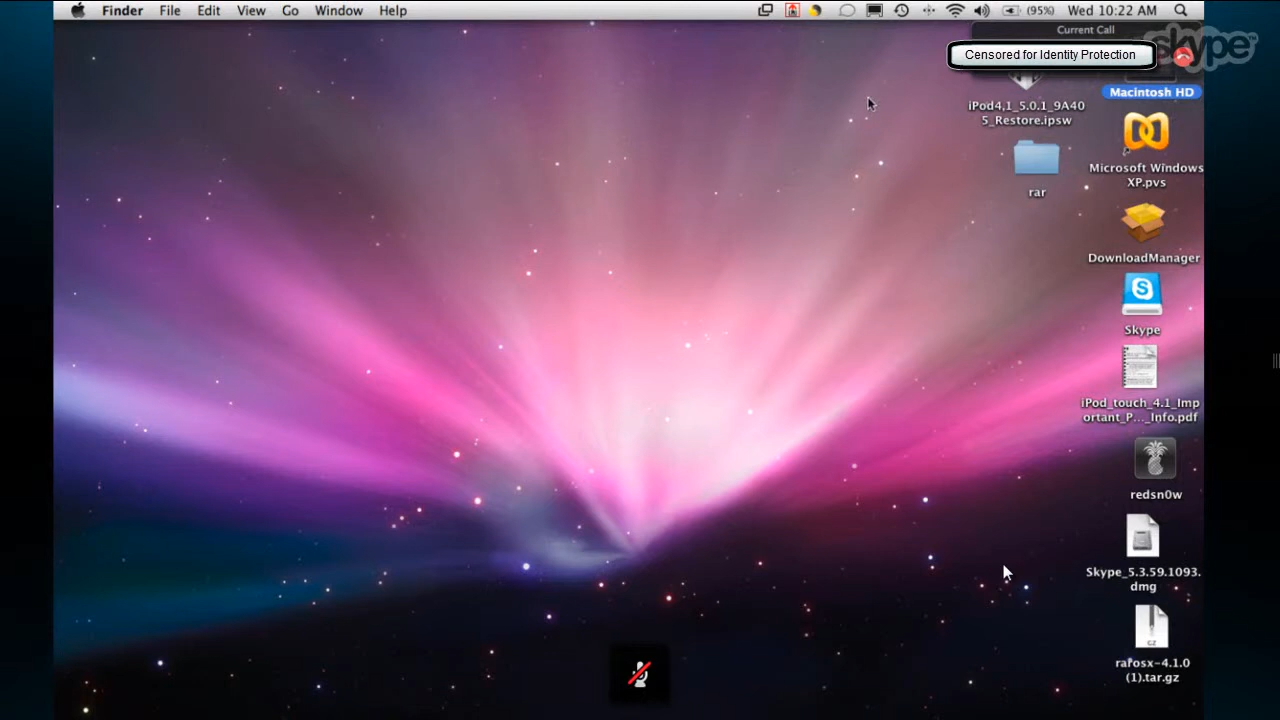 Finder File Edit View Go Window Help (95%) Wed 10:22 AM
Current Call
skype™
Censored for Identity Protection
Macintosh HD
iPod4,1_5.0.1_9A40
5_Restore.ipsw
Microsoft Windows
XP.pvs
rar
DownloadManager
Skype
iPod_touch_4.1_Imp
ortant_P..._Info.pdf
redsn0w
Skype_5.3.59.1093.
dmg
GZ
rarosx-4.1.0
(1).tar.gz